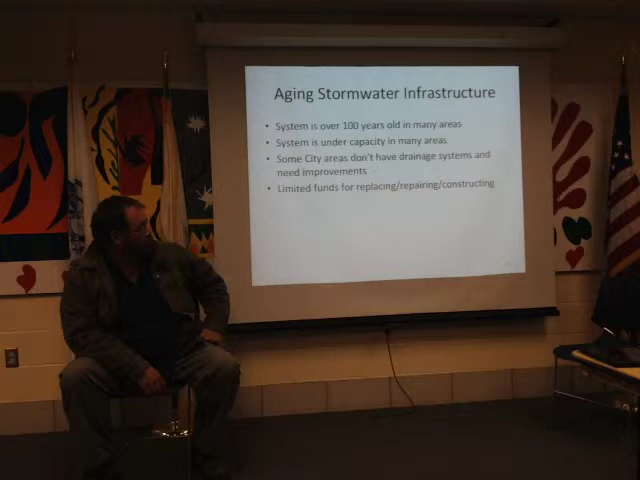 Aging Stormwater Infrastructure
• System is over 100 years old in many areas
• System is under capacity in many areas
• Some City areas don't have drainage systems and
need improvements
• Limited funds for replacing/repairing/constructing